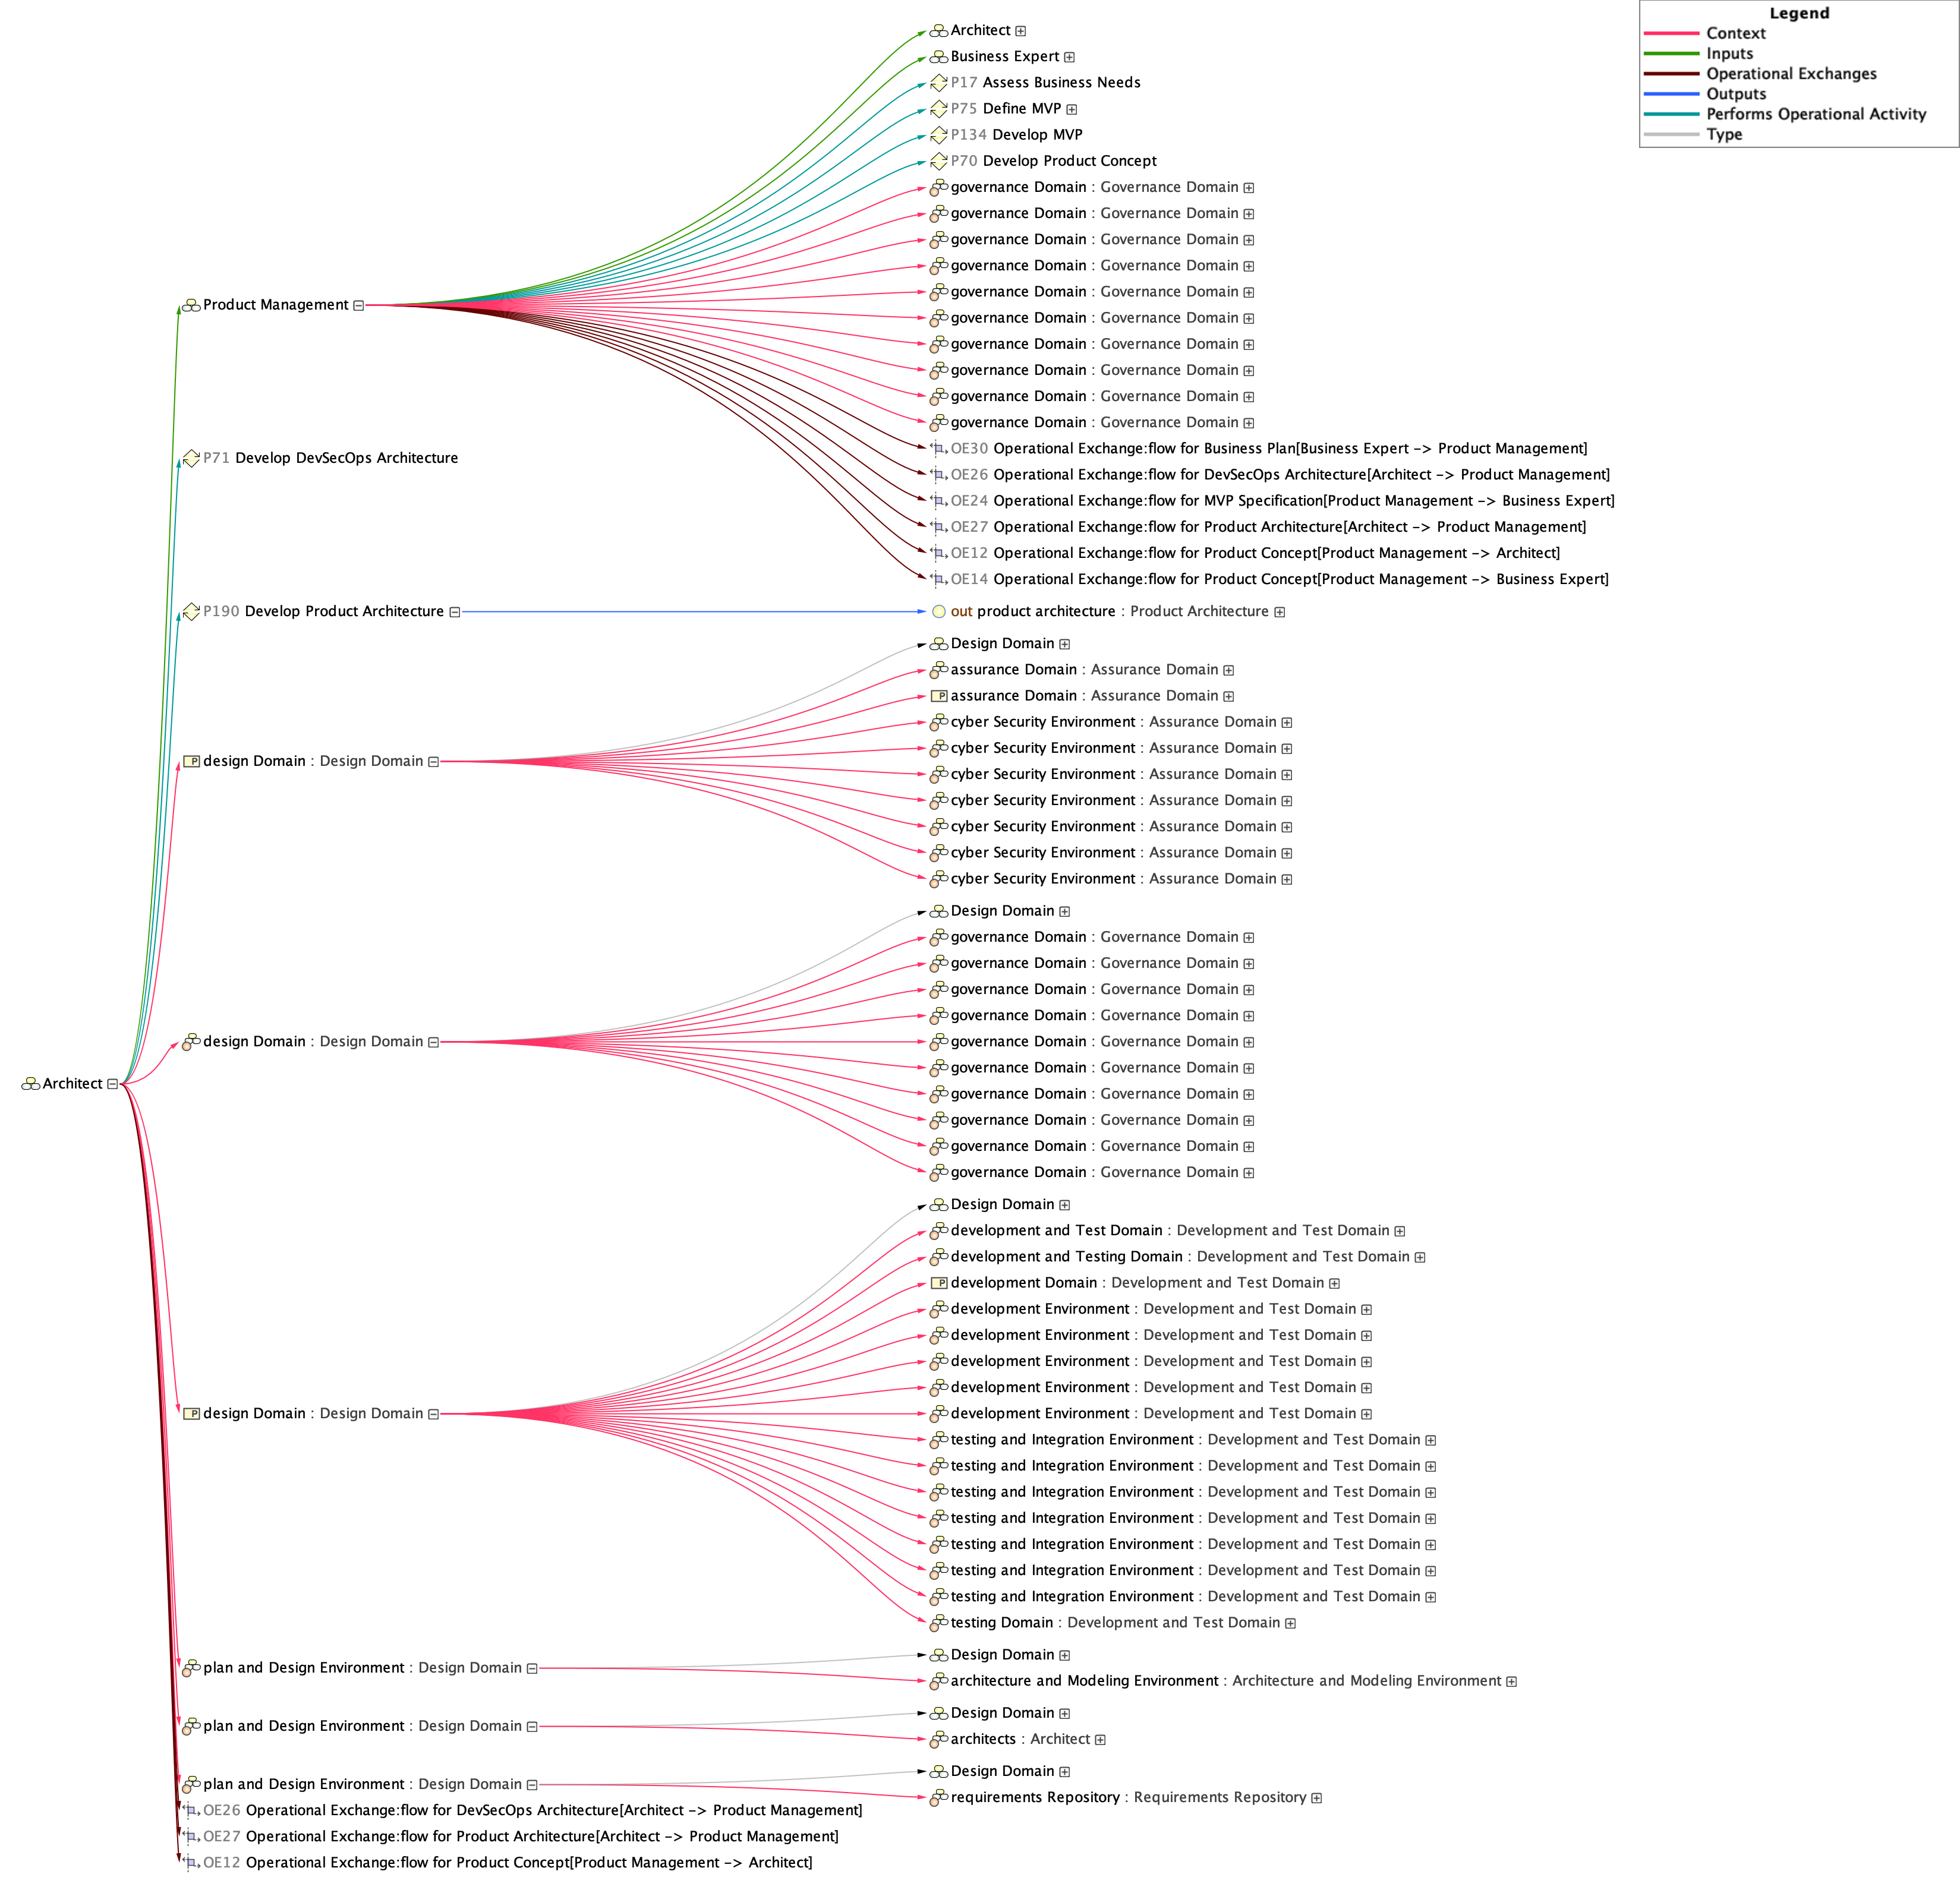 Legend
Context
Inputs
Operational Exchanges
Outputs
Performs Operational Activity
Type
Architect
Product Management
Architect
Business Expert
P17 Assess Business Needs
P75 Define MVP
P134 Develop MVP
P70 Develop Product Concept
governance Domain : Governance Domain
governance Domain : Governance Domain
governance Domain : Governance Domain
governance Domain : Governance Domain
governance Domain : Governance Domain
governance Domain : Governance Domain
governance Domain : Governance Domain
governance Domain : Governance Domain
governance Domain : Governance Domain
governance Domain : Governance Domain
OE30 Operational Exchange:flow for Business Plan[Business Expert -> Product Management]
OE26 Operational Exchange:flow for DevSecOps Architecture[Architect -> Product Management]
OE24 Operational Exchange:flow for MVP Specification[Product Management -> Business Expert]
OE27 Operational Exchange:flow for Product Architecture[Architect -> Product Management]
OE12 Operational Exchange:flow for Product Concept[Product Management -> Architect]
OE14 Operational Exchange:flow for Product Concept[Product Management -> Business Expert]
P71 Develop DevSecOps Architecture
P190 Develop Product Architecture
out product architecture : Product Architecture
design Domain : Design Domain
P
Design Domain
assurance Domain : Assurance Domain
P
assurance Domain : Assurance Domain
cyber Security Environment : Assurance Domain
cyber Security Environment : Assurance Domain
cyber Security Environment : Assurance Domain
cyber Security Environment : Assurance Domain
cyber Security Environment : Assurance Domain
cyber Security Environment : Assurance Domain
cyber Security Environment : Assurance Domain
design Domain : Design Domain
Design Domain
governance Domain : Governance Domain
governance Domain : Governance Domain
governance Domain : Governance Domain
governance Domain : Governance Domain
governance Domain : Governance Domain
governance Domain : Governance Domain
governance Domain : Governance Domain
governance Domain : Governance Domain
governance Domain : Governance Domain
governance Domain : Governance Domain
P
design Domain : Design Domain
Design Domain
development and Test Domain : Development and Test Domain
development and Testing Domain : Development and Test Domain
P
development Domain : Development and Test Domain
development Environment : Development and Test Domain
development Environment : Development and Test Domain
development Environment : Development and Test Domain
development Environment : Development and Test Domain
development Environment : Development and Test Domain
testing and Integration Environment : Development and Test Domain
testing and Integration Environment : Development and Test Domain
testing and Integration Environment : Development and Test Domain
testing and Integration Environment : Development and Test Domain
testing and Integration Environment : Development and Test Domain
testing and Integration Environment : Development and Test Domain
testing and Integration Environment : Development and Test Domain
testing Domain : Development and Test Domain
plan and Design Environment : Design Domain
Design Domain
architecture and Modeling Environment : Architecture and Modeling Environment
plan and Design Environment : Design Domain
Design Domain
architects : Architect
plan and Design Environment : Design Domain
Design Domain
requirements Repository : Requirements Repository
OE26 Operational Exchange:flow for DevSecOps Architecture[Architect -> Product Management]
OE27 Operational Exchange:flow for Product Architecture[Architect -> Product Management]
OE12 Operational Exchange:flow for Product Concept[Product Management -> Architect]